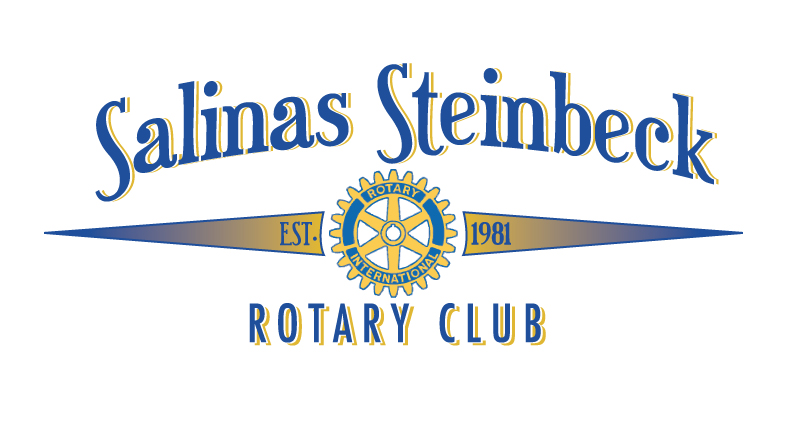 Salinas Steinbeck
ROTARY
EST. 1981
INTERNATIONAL
ROTARY CLUB